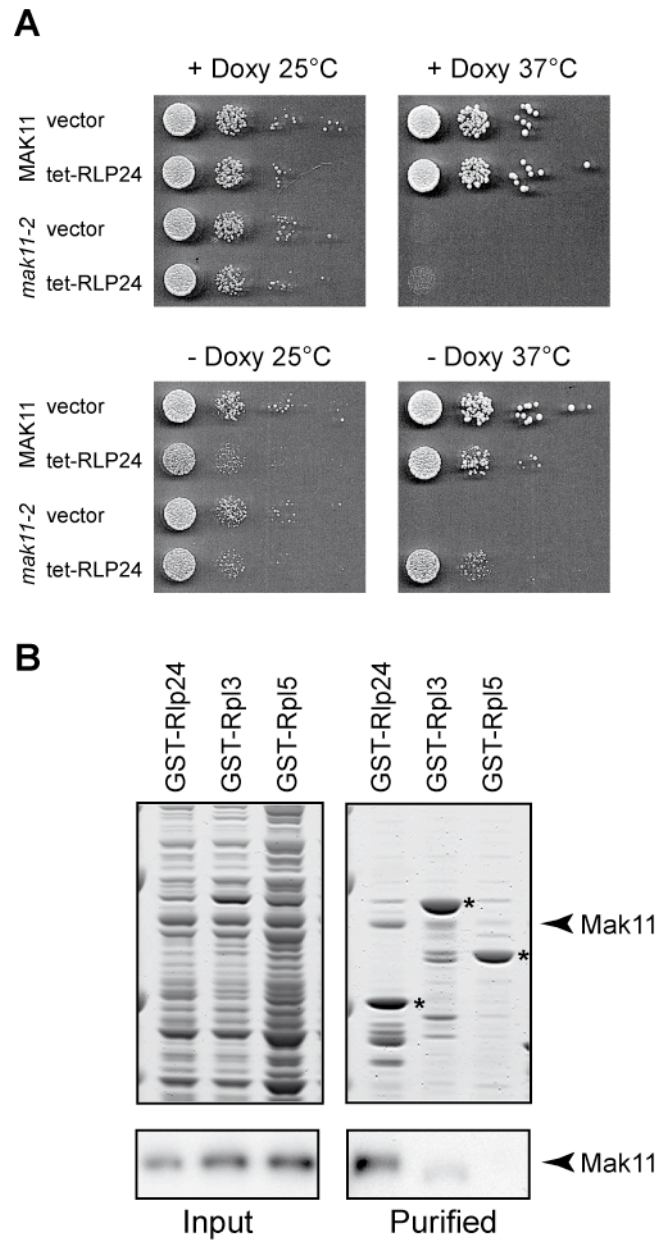 A
+ Doxy 25°C
+ Doxy 37°C
MAK11
vector
tet-RLP24
mak11-2
vector
tet-RLP24
- Doxy 25°C
- Doxy 37°C
MAK11
vector
tet-RLP24
mak11-2
vector
tet-RLP24
B
GST-Rlp24
GST-Rpl3
GST-Rpl5
GST-Rlp24
GST-Rpl3
GST-Rpl5
*
*
*
Mak11
Mak11
Input
Purified